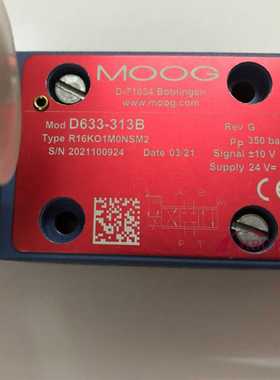 MOOG
D-71034 Böblingen
www.moog.com
Mod D633-313B
Type R16KO1M0NSM2
S/N 2021100924 Date 03/21
Rev G
Pp 350 ba
Signal ±10 V
Supply 24 V=
CE
P T